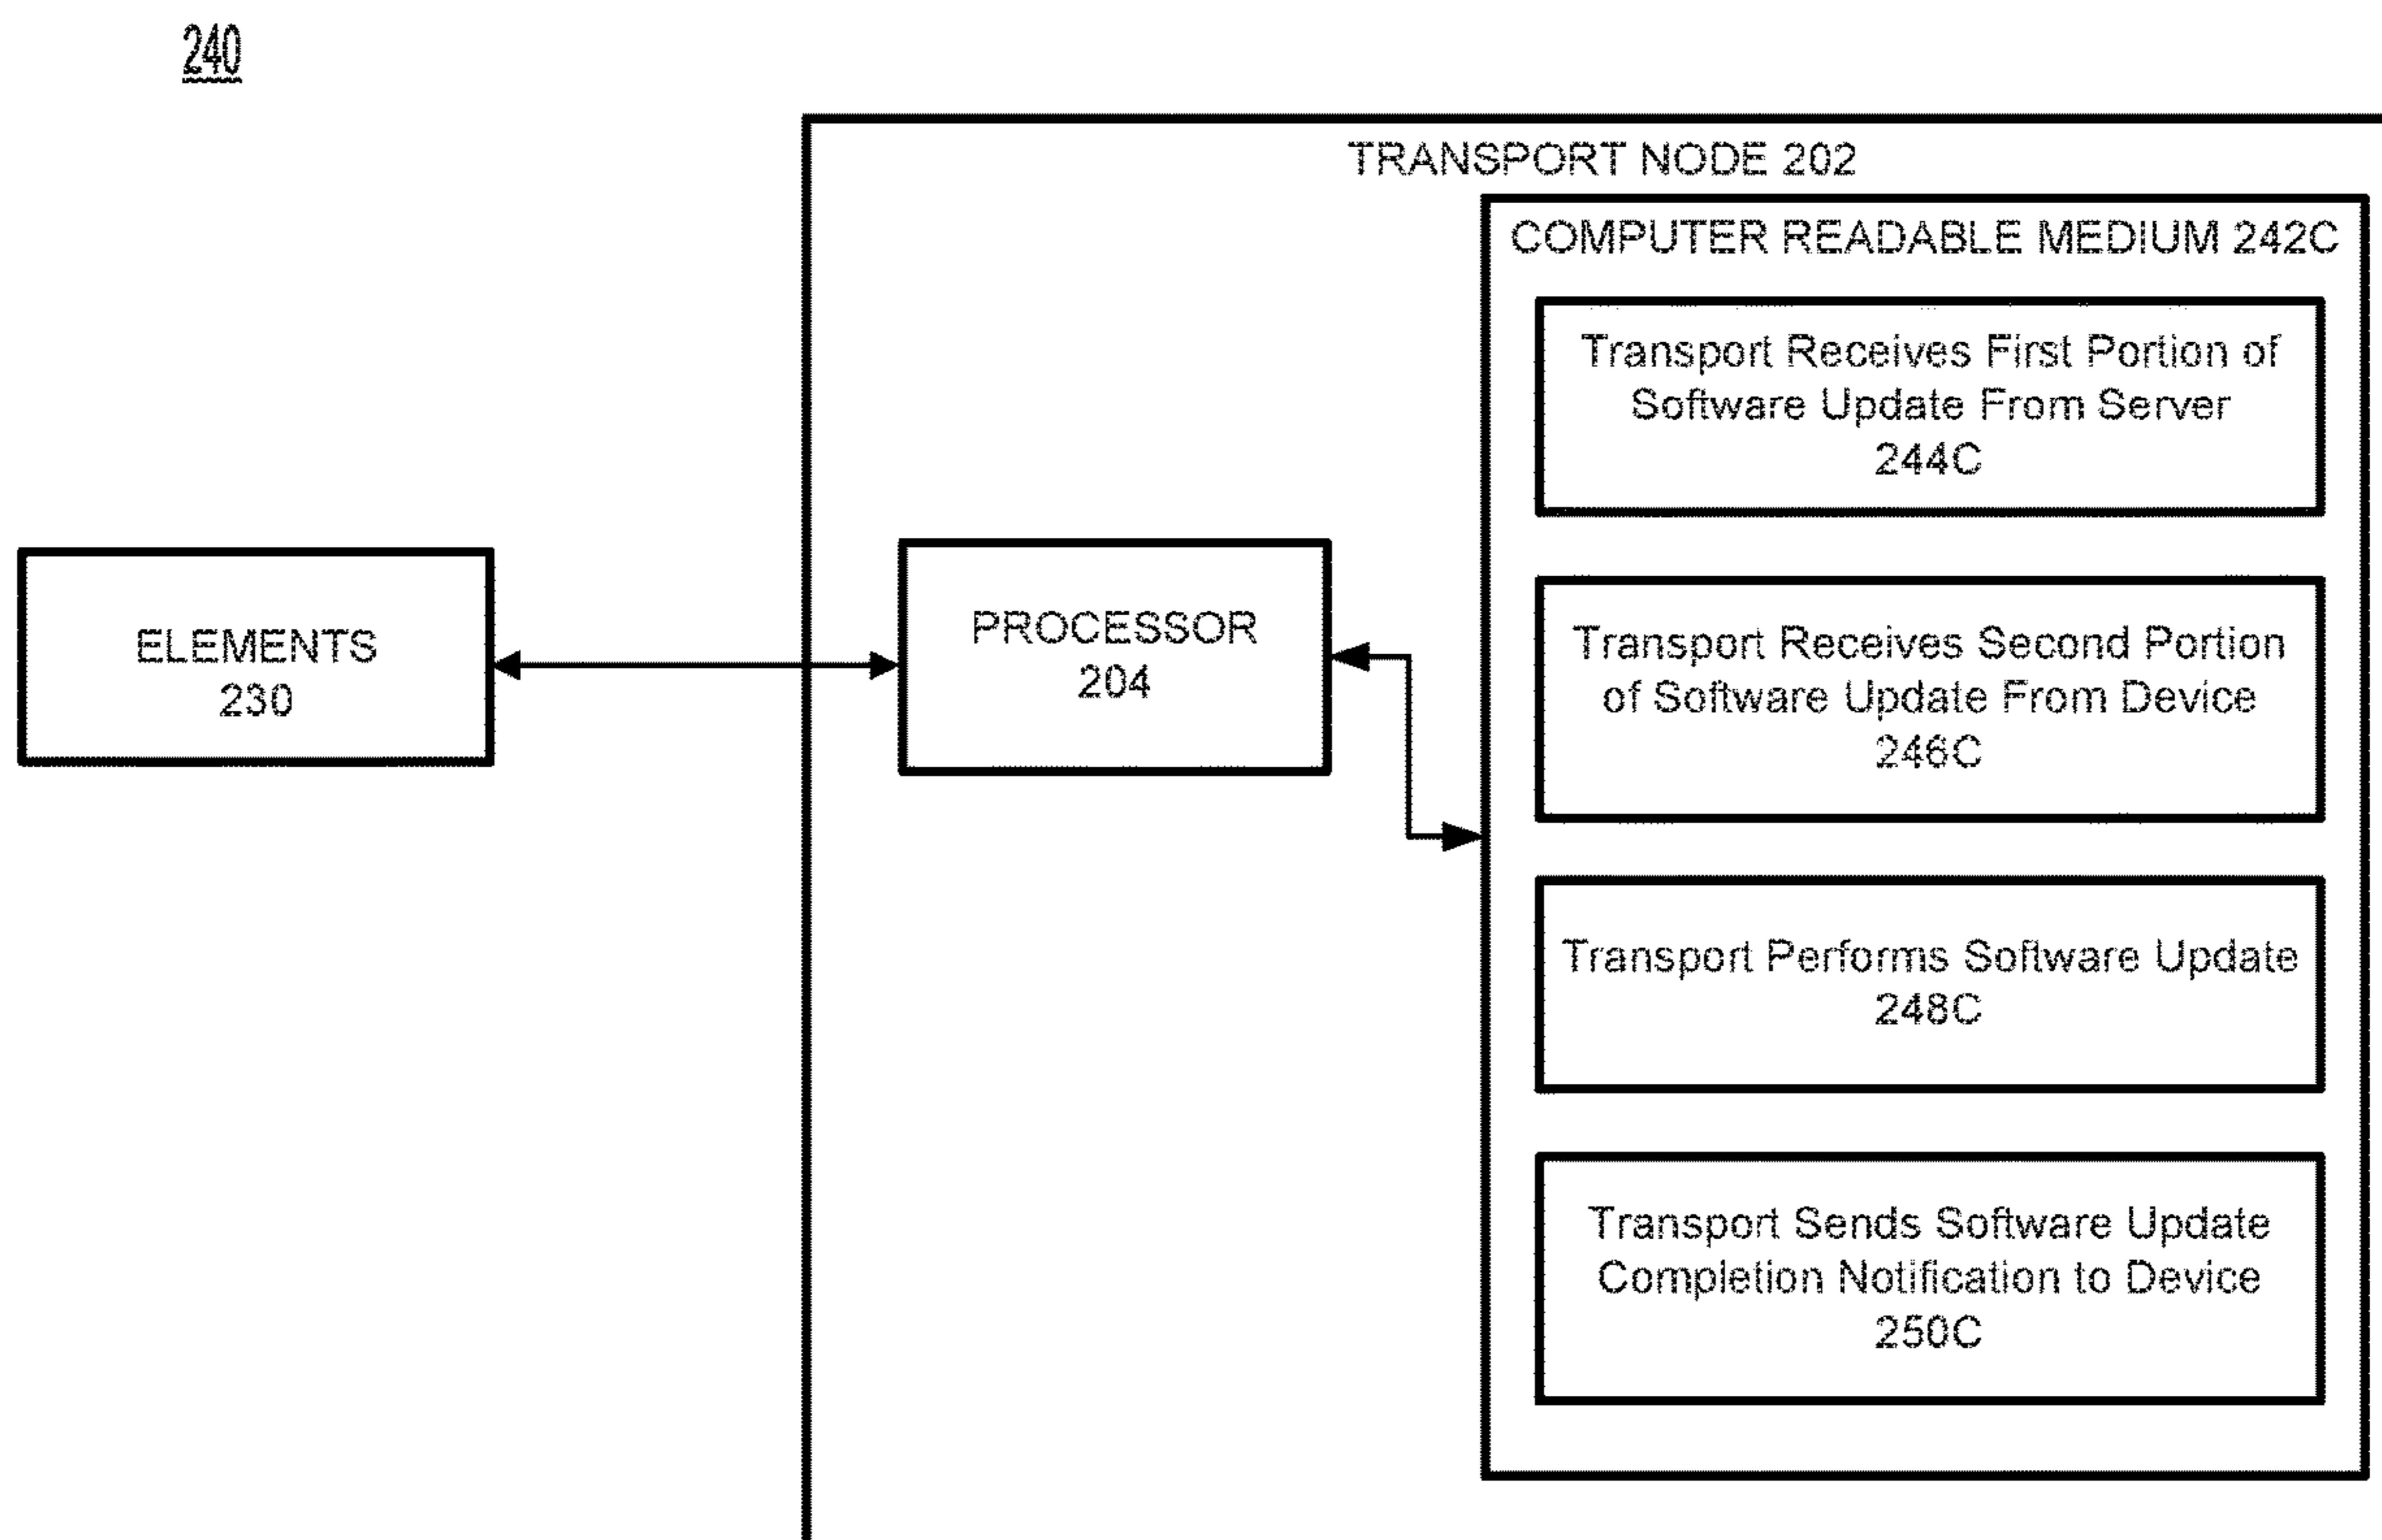 240
TRANSPORT NODE 202
COMPUTER READABLE MEDIUM 242C
Transport Receives First Portion of
Software Update From Server
244C
ELEMENTS
230
PROCESSOR
204
Transport Receives Second Portion
of Software Update From Device
246C
Transport Performs Software Update
248C
Transport Sends Software Update
Completion Notification to Device
250C